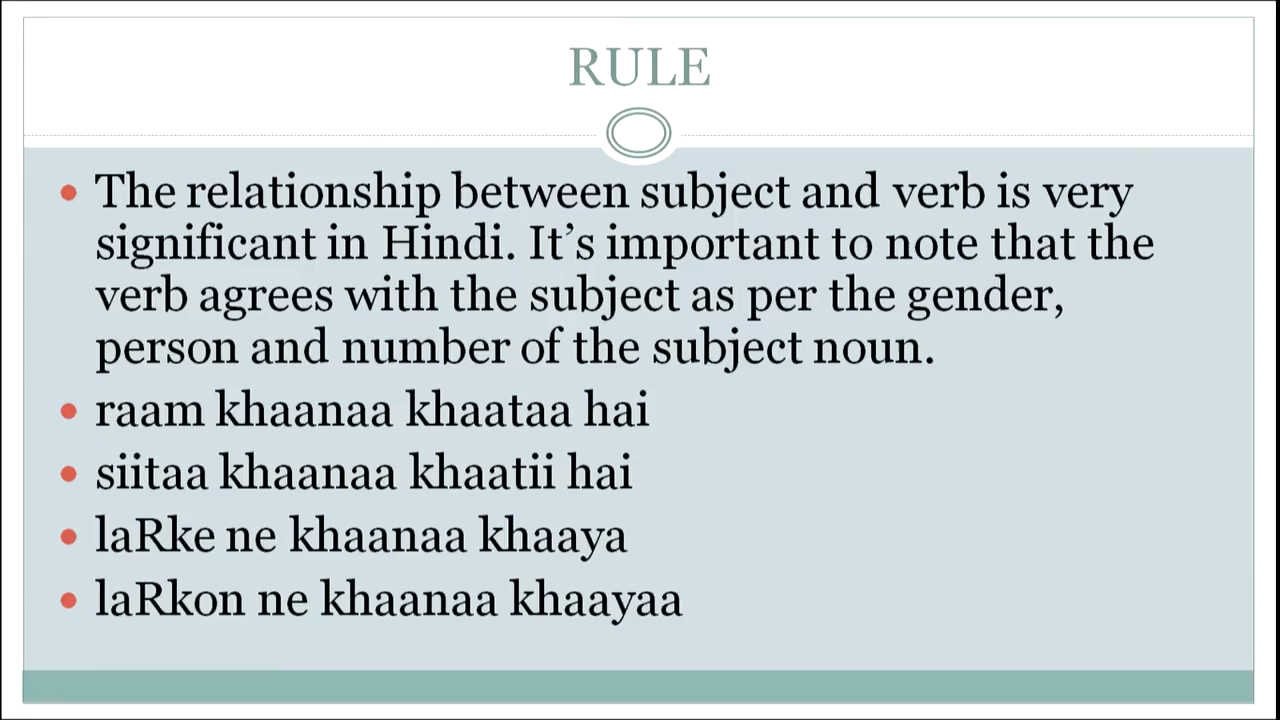 RULE
The relationship between subject and verb is very
significant in Hindi. It’s important to note that the
verb agrees with the subject as per the gender,
person and number of the subject noun.
raam khaanaa khaataa hai
siitaa khaanaa khaatii hai
laRke ne khaanaa khaaya
laRkon ne khaanaa khaayaa